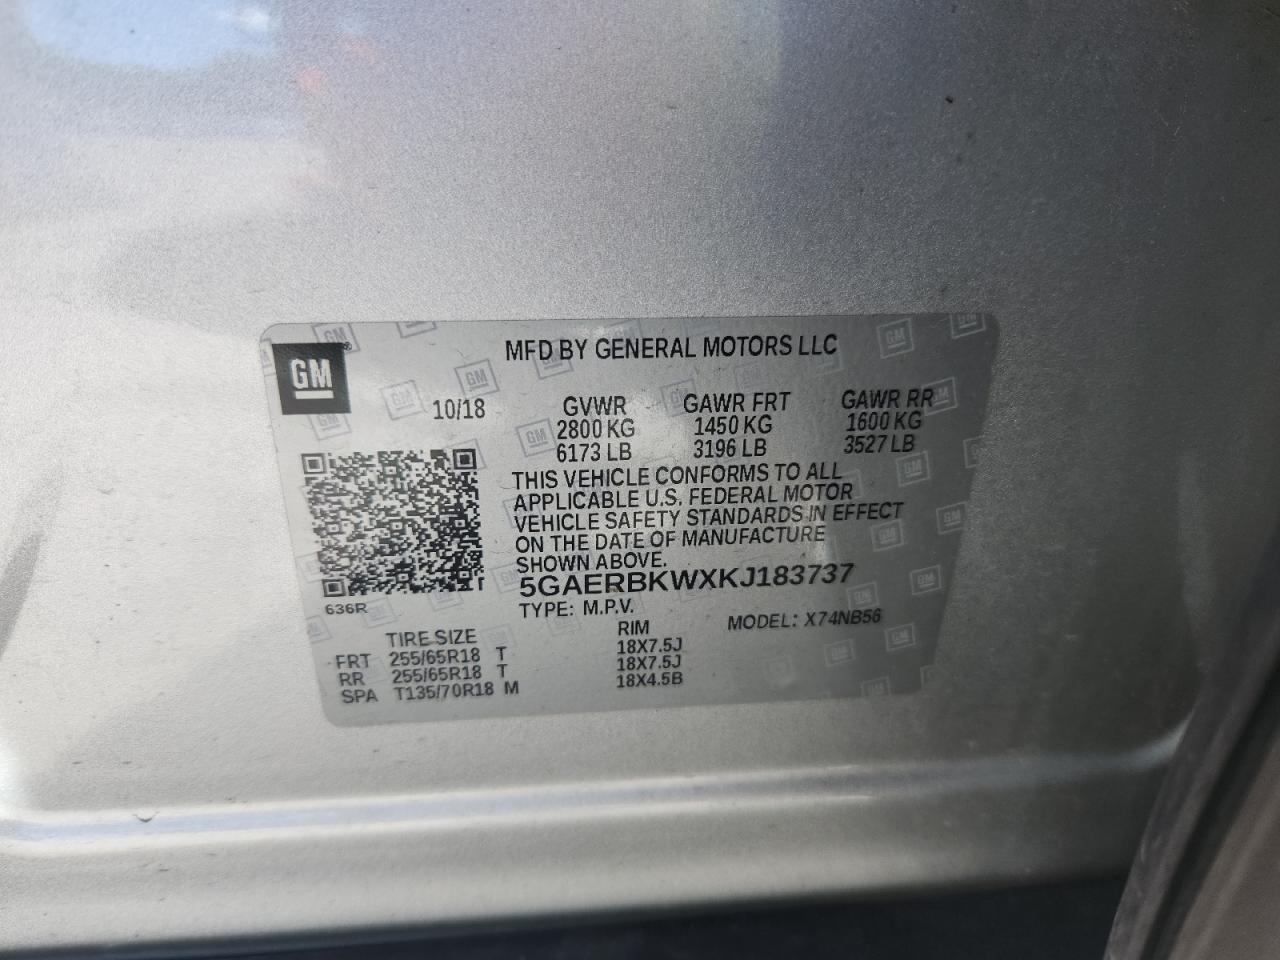 GM®
MFD BY GENERAL MOTORS LLC
10/18 GVWR GAWR FRT GAWR RR
2800 KG 1450 KG 1600 KG
6173 LB 3196 LB 3527 LB
THIS VEHICLE CONFORMS TO ALL
APPLICABLE U.S. FEDERAL MOTOR
VEHICLE SAFETY STANDARDS IN EFFECT
ON THE DATE OF MANUFACTURE
SHOWN ABOVE.
5GAERBKWXKJ183737
636R
TYPE: M.P.V. MODEL: X74NB56
TIRE SIZE RIM
FRT 255/65R18 T 18X7.5J
RR 255/65R18 T 18X7.5J
SPA T135/70R18 M 18X4.5B